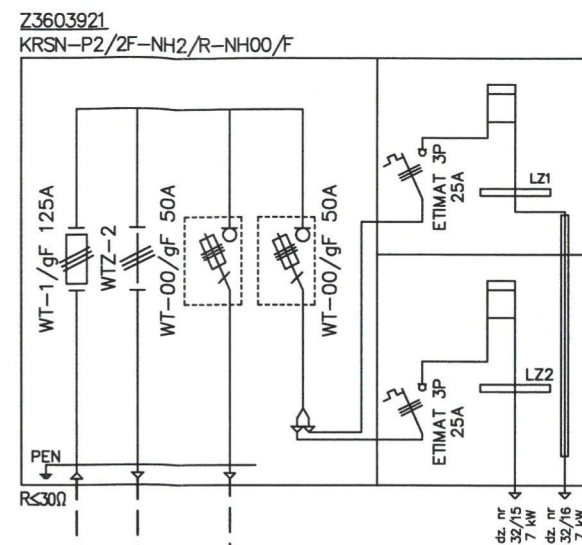 Z3603921
KRSN-P2/2F-NH2/R-NH00/F
WT-1/gF 125A
WTZ-2
WT-00/gF 50A
WT-00/gF 50A
ETIMAT 3P
25A
LZ1
ETIMAT 3P
25A
LZ2
PEN
R≤30Ω
dz. nr
32/15
7 kW
dz. nr
32/16
7 kW